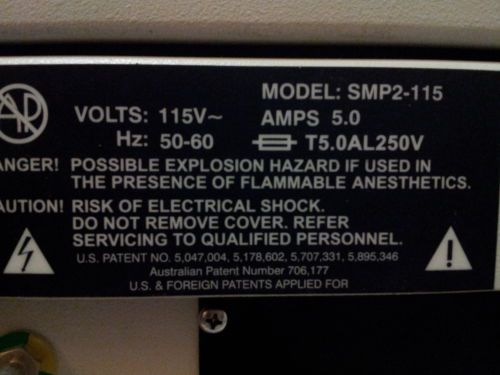 AP
MODEL: SMP2-115
VOLTS: 115V~ AMPS 5.0
Hz: 50-60 T5.0AL250V
ANGER! POSSIBLE EXPLOSION HAZARD IF USED IN
THE PRESENCE OF FLAMMABLE ANESTHETICS.
AUTION! RISK OF ELECTRICAL SHOCK.
DO NOT REMOVE COVER. REFER
SERVICING TO QUALIFIED PERSONNEL.
U.S. PATENT NO. 5,047,004, 5,178,602, 5,707,331, 5,895,346
Australian Patent Number 706,177
U.S. & FOREIGN PATENTS APPLIED FOR